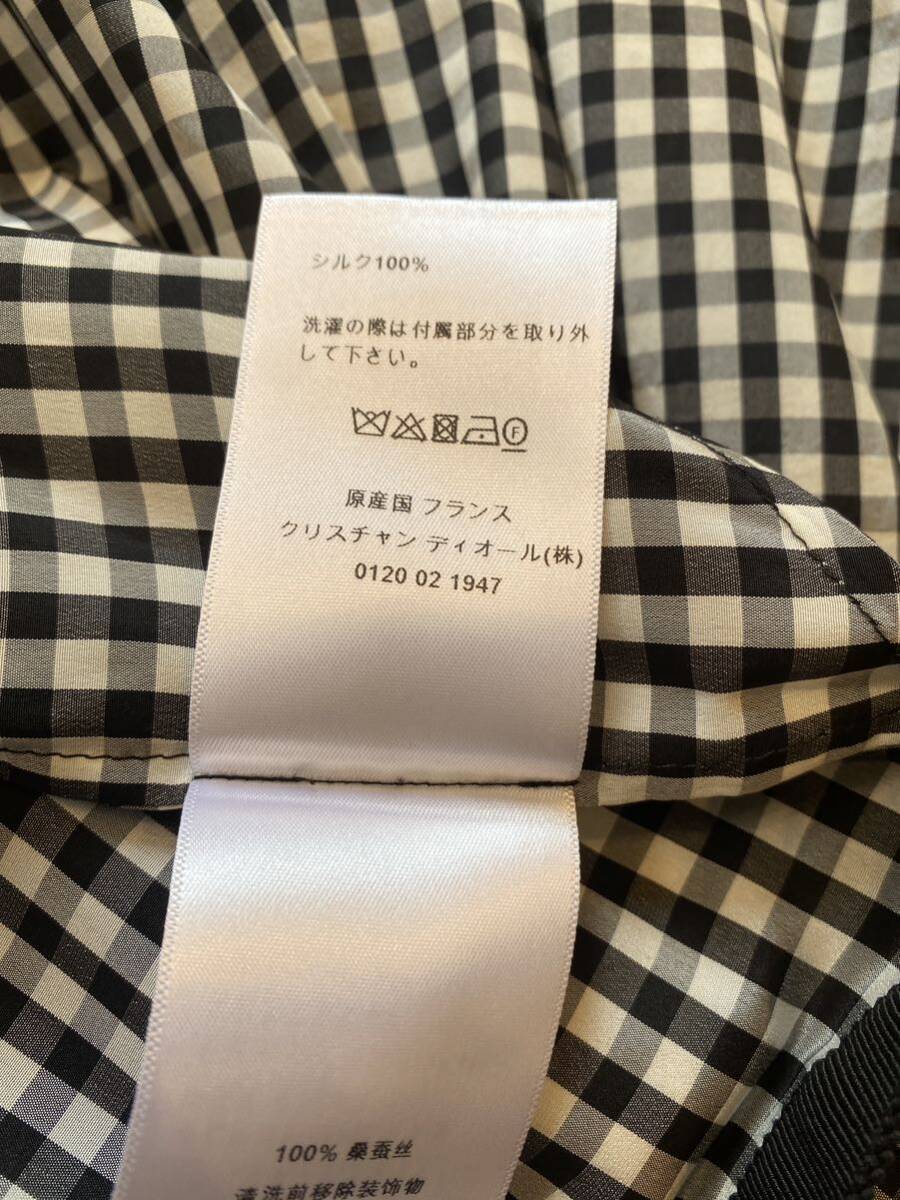 シルク100%
洗濯の際は付属部分を取り外
して下さい。
F
原産国 フランス
クリスチャン ディオール(株)
0120 02 1947
100% 桑蚕丝
清洗前移除装饰物